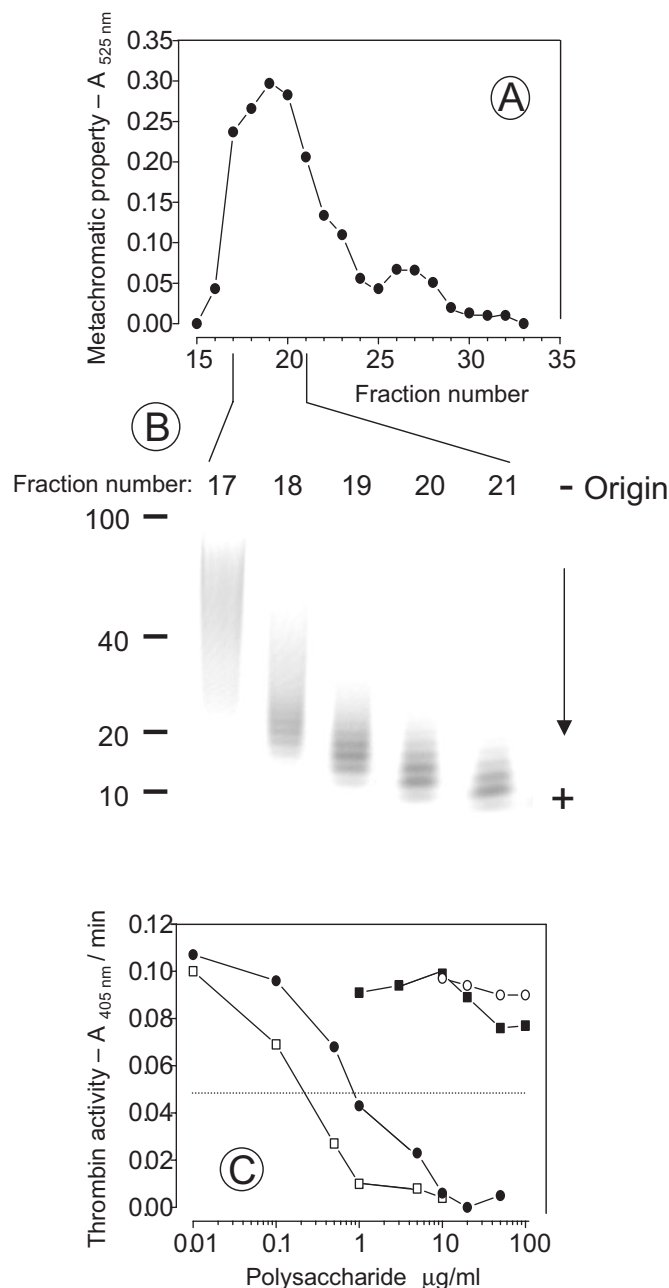 Metachromatic property – A 525 nm
0.35
0.30
0.25
0.20
0.15
0.10
0.05
0.00
A
15 20 25 30 35
Fraction number
B
Fraction number: 17 18 19 20 21 - Origin
100
40
20
10
+
Thrombin activity – A 405 nm / min
0.12
0.10
0.08
0.06
0.04
0.02
0.00
C
0.01 0.1 1 10 100
Polysaccharide µg/ml